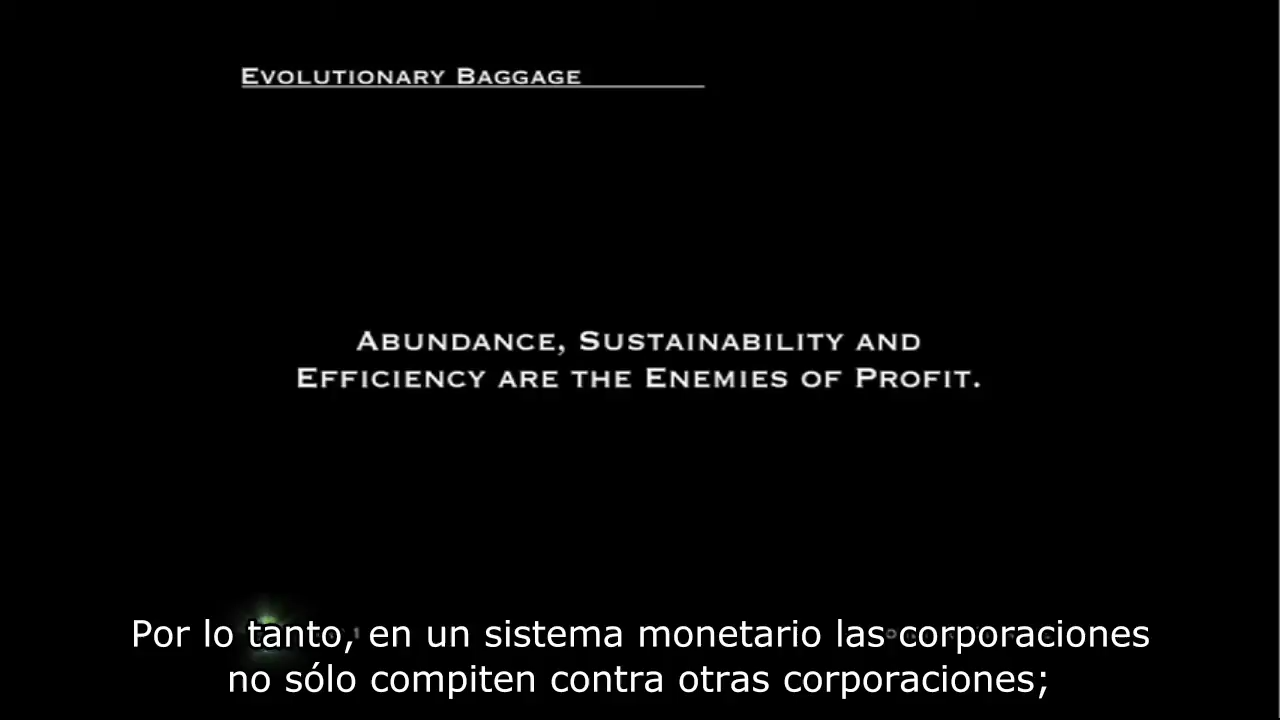 Evolutionary Baggage
Abundance, Sustainability and
Efficiency are the Enemies of Profit.
Por lo tanto, en un sistema monetario las corporaciones
no sólo compiten contra otras corporaciones;